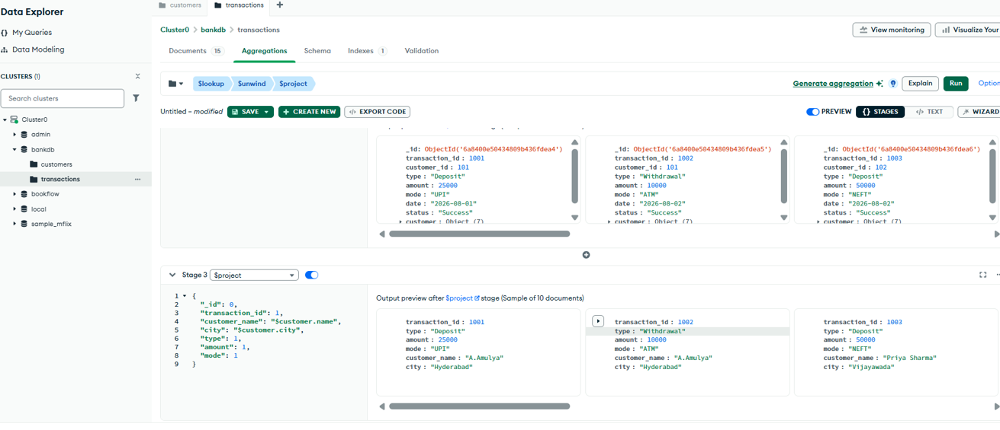 Data Explorer
My Queries
Data Modeling
CLUSTERS (1)
Search clusters
Cluster0
admin
bankdb
customers
transactions
bookflow
local
sample_mflix
customers
transactions
Cluster0 > bankdb > transactions
View monitoring
Visualize Your
Documents 15
Aggregations
Schema
Indexes 1
Validation
$lookup
$unwind
$project
Generate aggregation
Explain
Run
Option
Untitled – modified
SAVE
+ CREATE NEW
</> EXPORT CODE
PREVIEW
{} STAGES
</> TEXT
WIZARD
_id: ObjectId('6a8400e50434809b436fdea4')
transaction_id : 1001
customer_id : 101
type : "Deposit"
amount : 25000
mode : "UPI"
date : "2026-08-01"
status : "Success"
customer : Object (7)
_id: ObjectId('6a8400e50434809b436fdea5')
transaction_id : 1002
customer_id : 101
type : "Withdrawal"
amount : 10000
mode : "ATM"
date : "2026-08-02"
status : "Success"
customer : Object (7)
_id: ObjectId('6a8400e50434809b436fdea6')
transaction_id : 1003
customer_id : 102
type : "Deposit"
amount : 50000
mode : "NEFT"
date : "2026-08-02"
status : "Success"
customer : Object (7)
Stage 3 $project
1 {
2 "_id": 0,
3 "transaction_id": 1,
4 "customer_name": "$customer.name",
5 "city": "$customer.city",
6 "type": 1,
7 "amount": 1,
8 "mode": 1
9 }
Output preview after $project stage (Sample of 10 documents)
transaction_id : 1001
type : "Deposit"
amount : 25000
mode : "UPI"
customer_name : "A.Amulya"
city : "Hyderabad"
transaction_id : 1002
type : "Withdrawal"
amount : 10000
mode : "ATM"
customer_name : "A.Amulya"
city : "Hyderabad"
transaction_id : 1003
type : "Deposit"
amount : 50000
mode : "NEFT"
customer_name : "Priya Sharma"
city : "Vijayawada"